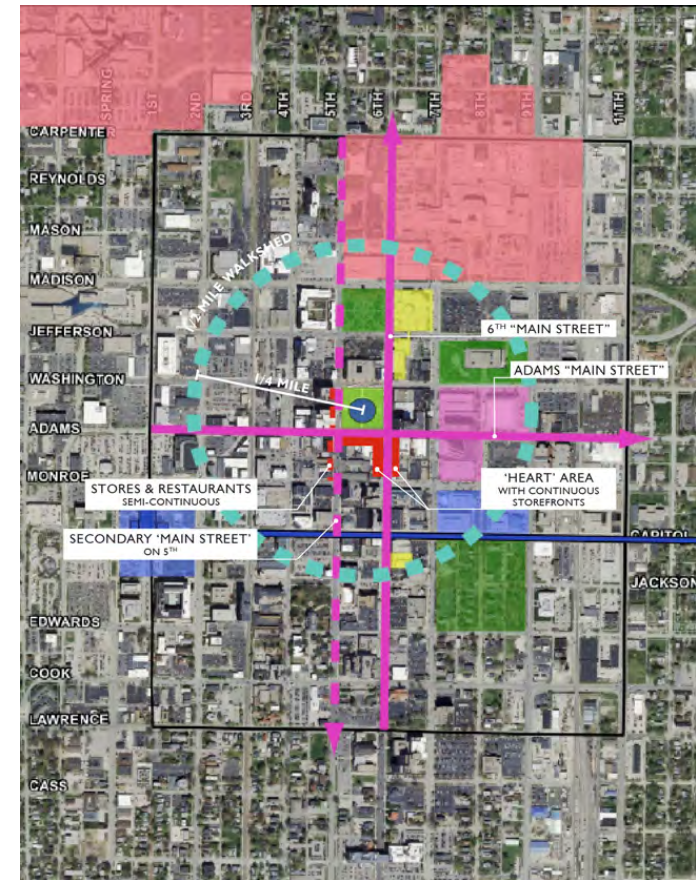 SPRING
1ST
2ND
3RD
4TH
5TH
6TH
7TH
8TH
9TH
11TH
CARPENTER
REYNOLDS
MASON
MADISON
JEFFERSON
WASHINGTON
ADAMS
MONROE
EDWARDS
COOK
LAWRENCE
CASS
1/2 MILE WALKSHED
1/4 MILE
6TH "MAIN STREET"
ADAMS "MAIN STREET"
STORES & RESTAURANTS
SEMI-CONTINUOUS
'HEART' AREA
WITH CONTINUOUS
STOREFRONTS
SECONDARY 'MAIN STREET'
ON 5TH
CAPITOL
JACKSON